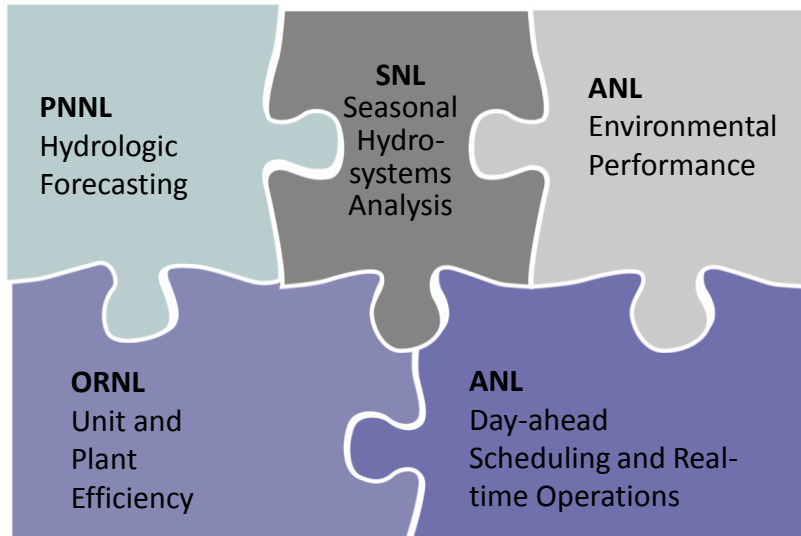 PNNL
Hydrologic
Forecasting
SNL
Seasonal
Hydro-
systems
Analysis
ANL
Environmental
Performance
ORNL
Unit and
Plant
Efficiency
ANL
Day-ahead
Scheduling and Real-
time Operations